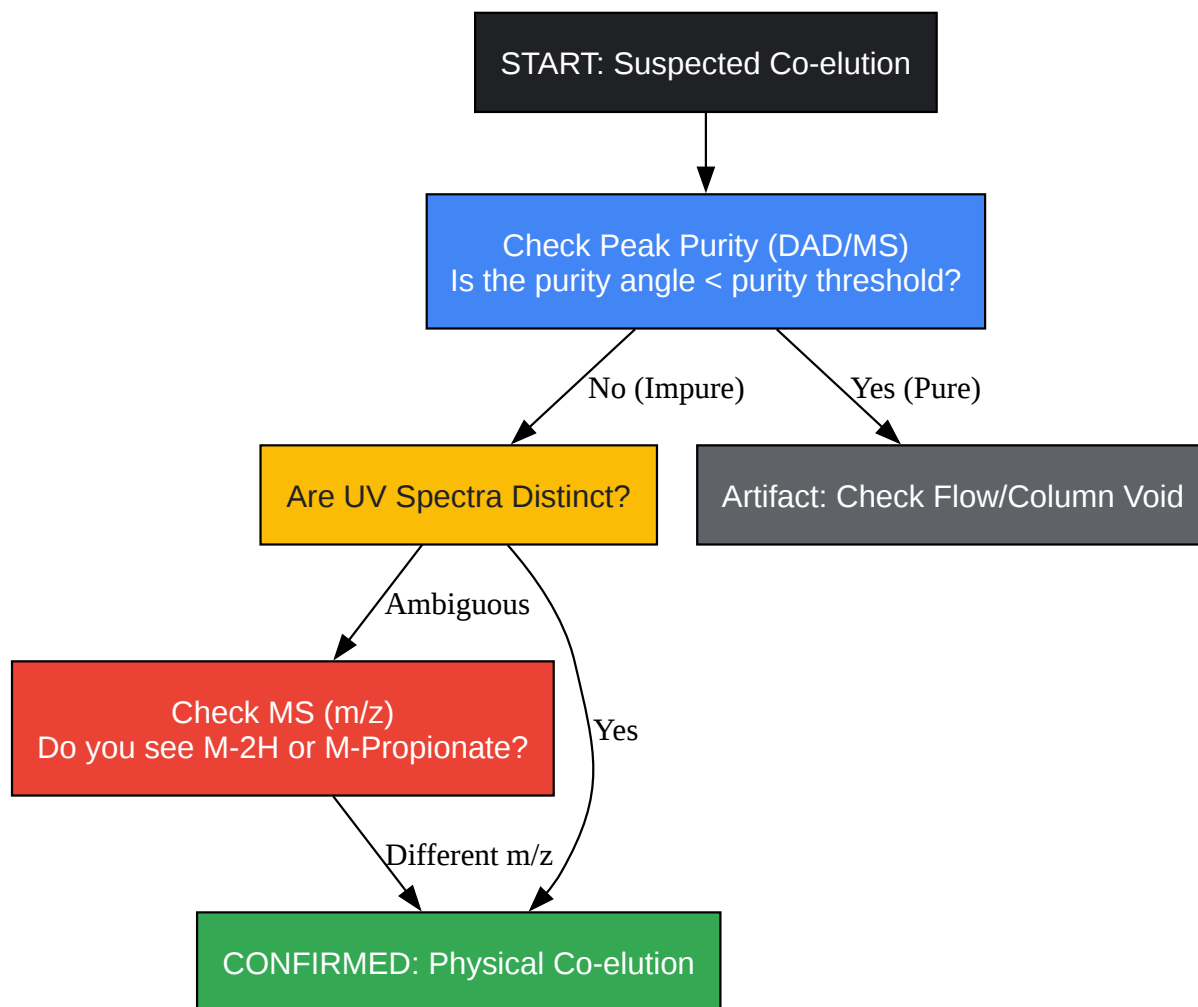 START: Suspected Co-elution
Check Peak Purity (DAD/MS)
Is the purity angle < purity threshold?
No (Impure)
Yes (Pure)
Are UV Spectra Distinct?
Artifact: Check Flow/Column Void
Ambiguous
Check MS (m/z)
Do you see M-2H or M-Propionate?
Yes
Different m/z
CONFIRMED: Physical Co-elution